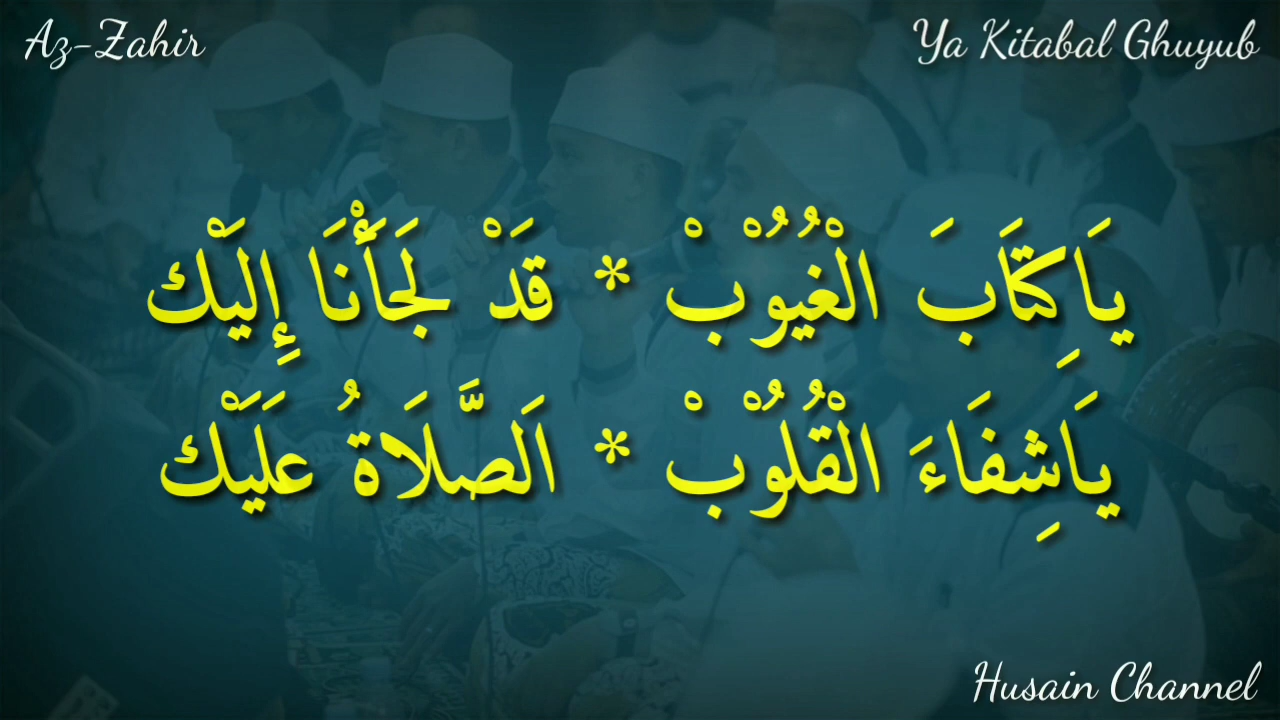 Az-Zahir
Ya Kitabal Ghuyub
يَاكِتَابَ الْغُيُوْبْ * قَدْ لَجَأْنَا إِلَيْك
يَاشِفَاءَ الْقُلُوْبْ * اَلصَّلَاةُ عَلَيْك
Husain Channel